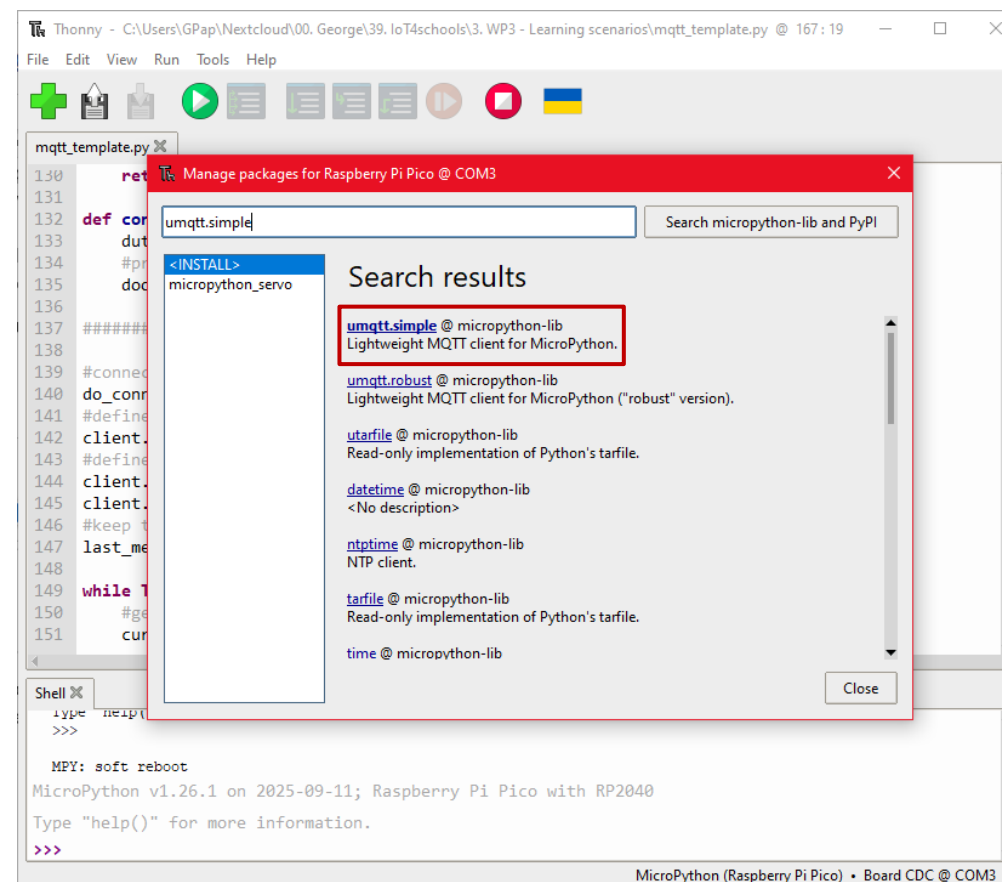 Thonny - C:\Users\GPap\Nextcloud\00. George\39. IoT4schools\3. WP3 - Learning scenarios\mqtt_template.py @ 167 : 19
File Edit View Run Tools Help
mqtt_template.py
Manage packages for Raspberry Pi Pico @ COM3
umqtt.simple
Search micropython-lib and PyPI
<INSTALL>
micropython_servo
Search results
umqtt.simple @ micropython-lib
Lightweight MQTT client for MicroPython.
umqtt.robust @ micropython-lib
Lightweight MQTT client for MicroPython ("robust" version).
utarfile @ micropython-lib
Read-only implementation of Python's tarfile.
datetime @ micropython-lib
<No description>
ntptime @ micropython-lib
NTP client.
tarfile @ micropython-lib
Read-only implementation of Python's tarfile.
time @ micropython-lib
Close
130 ret
131
132 def cor
133 dut
134 #pr
135 doc
136
137 #######
138
139 #connec
140 do_conr
141 #define
142 client.
143 #define
144 client.
145 client.
146 #keep t
147 last_me
148
149 while T
150 #ge
151 cur
Shell
Type "help(
>>>
MPY: soft reboot
MicroPython v1.26.1 on 2025-09-11; Raspberry Pi Pico with RP2040
Type "help()" for more information.
>>>
MicroPython (Raspberry Pi Pico) • Board CDC @ COM3